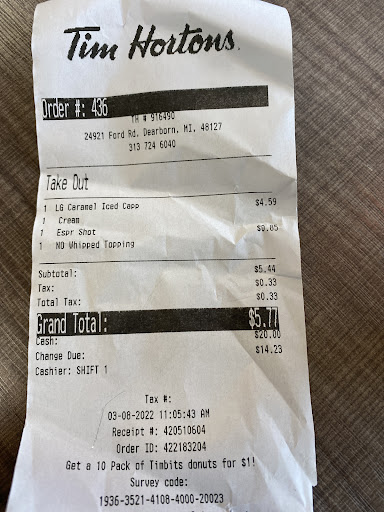 Tim Hortons.
Order #: 436
TH # 916490
24921 Ford Rd. Dearborn, MI, 48127
313 724 6040
Take Out
1 LG Caramel Iced Capp $4.59
1 Cream
1 Espr Shot $0.85
1 NO Whipped Topping
Subtotal: $5.44
Tax: $0.33
Total Tax: $0.33
Grand Total: $5.77
Cash: $20.00
Change Due: $14.23
Cashier: SHIFT 1
Tax #:
03-08-2022 11:05:43 AM
Receipt #: 420510604
Order ID: 422183204
Get a 10 Pack of Timbits donuts for $1!
Survey code:
1936-3521-4108-4000-20023